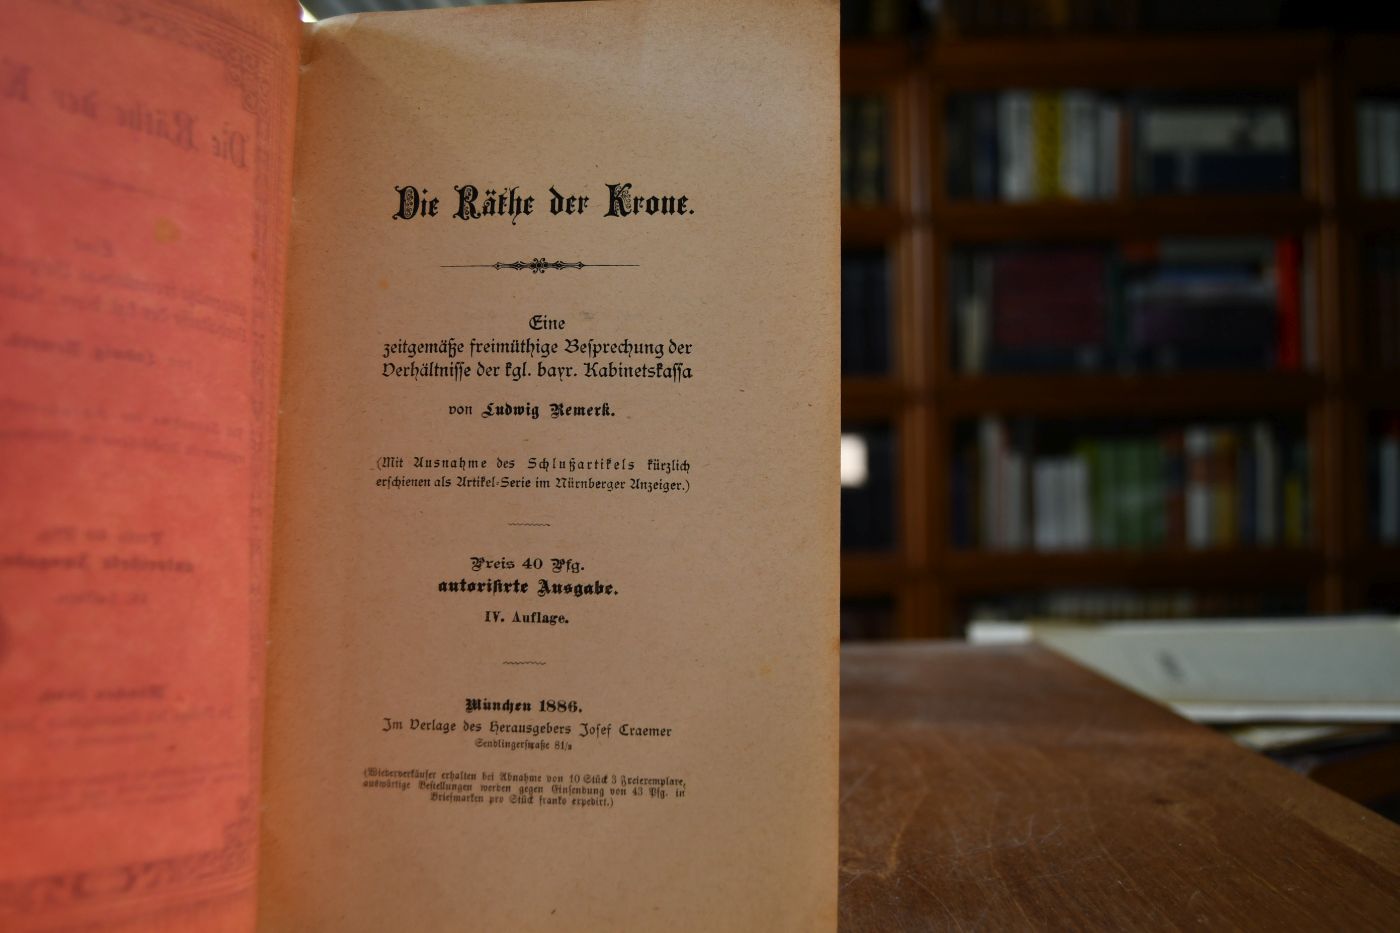 Die Räthe der Krone.
Eine
zeitgemäße freimüthige Besprechung der
Verhältnisse der kgl. bayr. Kabinetskassa
von Ludwig Remerk.
(Mit Ausnahme des Schlußartikels kürzlich
erschienen als Artikel-Serie im Nürnberger Anzeiger.)
Preis 40 Pfg.
autorisirte Ausgabe.
IV. Auflage.
München 1886.
Im Verlage des Herausgebers Josef Craemer
Sendlingerstraße 81/2
(Wiederverkäufer erhalten bei Abnahme von 10 Stück 3 Freiexemplare,
auswärtige Bestellungen werden gegen Einsendung von 43 Pfg. in
Briefmarken pro Stück franko expedirt.)